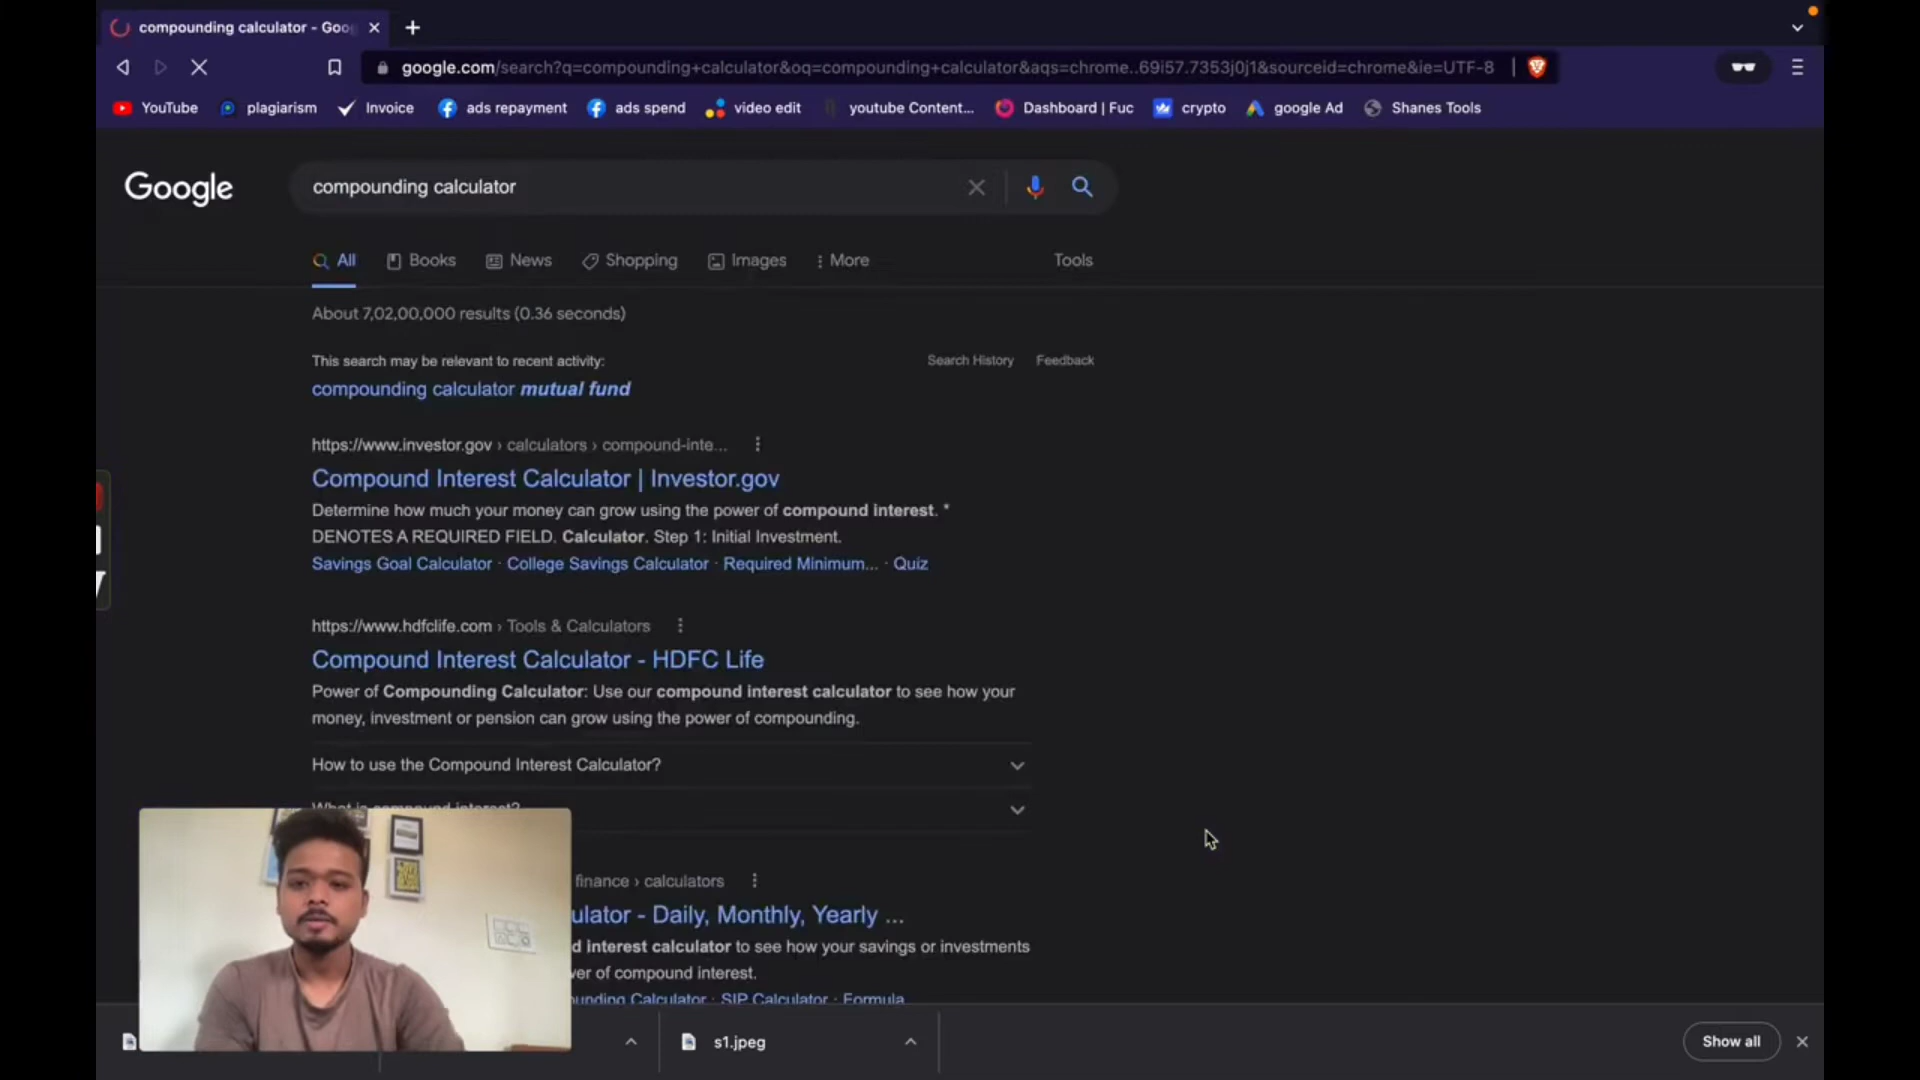 compounding calculator - Goo
google.com/search?q=compounding+calculator&oq=compounding+calculator&aqs=chrome..69i57.7353j0j1&sourceid=chrome&ie=UTF-8
YouTube plagiarism Invoice ads repayment ads spend video edit youtube Content... Dashboard | Fuc crypto google Ad Shanes Tools
Google
compounding calculator
All Books News Shopping Images More Tools
About 7,02,00,000 results (0.36 seconds)
This search may be relevant to recent activity: Search History Feedback
compounding calculator mutual fund
https://www.investor.gov › calculators › compound-inte...
Compound Interest Calculator | Investor.gov
Determine how much your money can grow using the power of compound interest. *
DENOTES A REQUIRED FIELD. Calculator. Step 1: Initial Investment.
Savings Goal Calculator · College Savings Calculator · Required Minimum... · Quiz
https://www.hdfclife.com › Tools & Calculators
Compound Interest Calculator - HDFC Life
Power of Compounding Calculator: Use our compound interest calculator to see how your
money, investment or pension can grow using the power of compounding.
How to use the Compound Interest Calculator?
What is compound interest?
finance › calculators
ulator - Daily, Monthly, Yearly ...
d interest calculator to see how your savings or investments
ver of compound interest.
unding Calculator · SIP Calculator · Formula
s1.jpeg
Show all